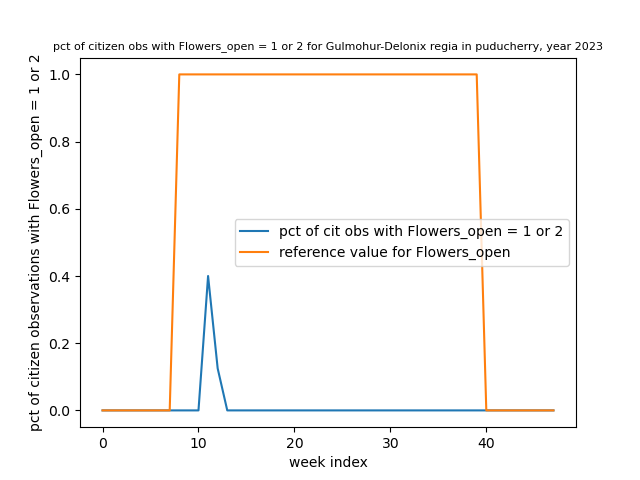 pct of citizen obs with Flowers_open = 1 or 2 for Gulmohur-Delonix regia in puducherry, year 2023
pct of citizen observations with Flowers_open = 1 or 2
1.0
0.8
0.6
0.4
0.2
0.0
pct of cit obs with Flowers_open = 1 or 2
reference value for Flowers_open
0 10 20 30 40
week index